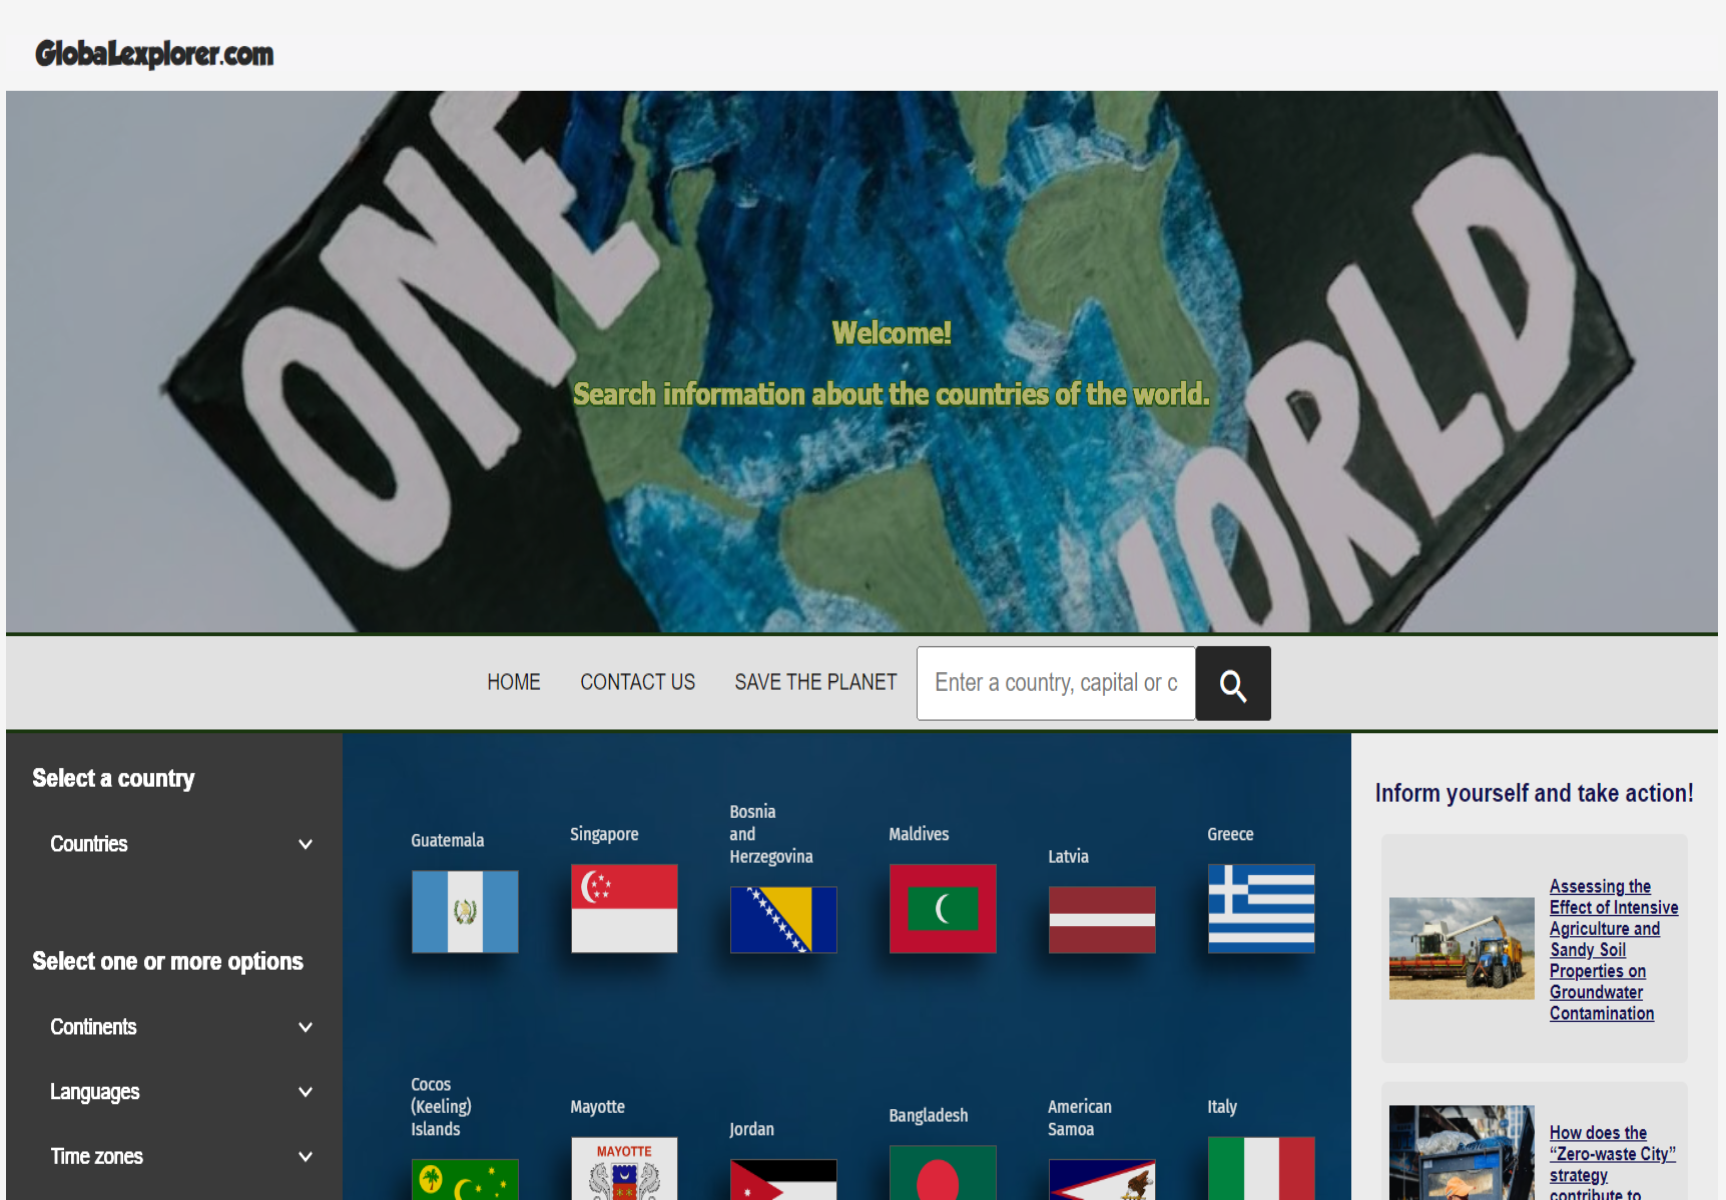 GlobaLexplorer.com
ONE
WORLD
Welcome!
Search information about the countries of the world.
HOME CONTACT US SAVE THE PLANET Enter a country, capital or c
Select a country
Countries
Select one or more options
Continents
Languages
Time zones
Guatemala
Singapore
Bosnia
and
Herzegovina
Maldives
Latvia
Greece
Cocos
(Keeling)
Islands
Mayotte
MAYOTTE
Jordan
Bangladesh
American
Samoa
Italy
Inform yourself and take action!
Assessing the
Effect of Intensive
Agriculture and
Sandy Soil
Properties on
Groundwater
Contamination
How does the
“Zero-waste City”
strategy
contribute to